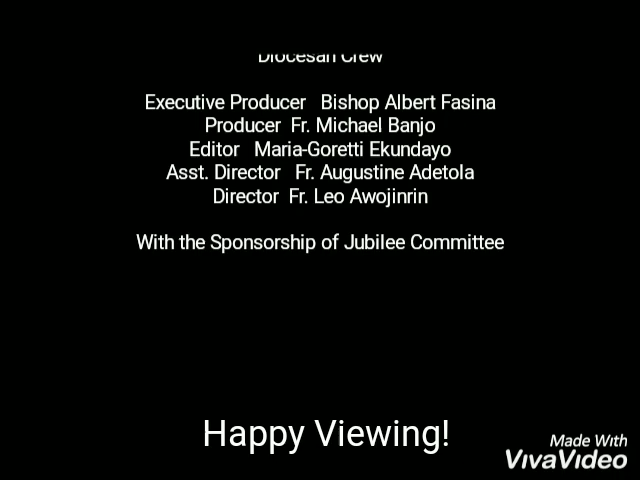 Diocesan Crew
Executive Producer Bishop Albert Fasina
Producer Fr. Michael Banjo
Editor Maria-Goretti Ekundayo
Asst. Director Fr. Augustine Adetola
Director Fr. Leo Awojinrin
With the Sponsorship of Jubilee Committee
Happy Viewing!
Made With
VivaVideo